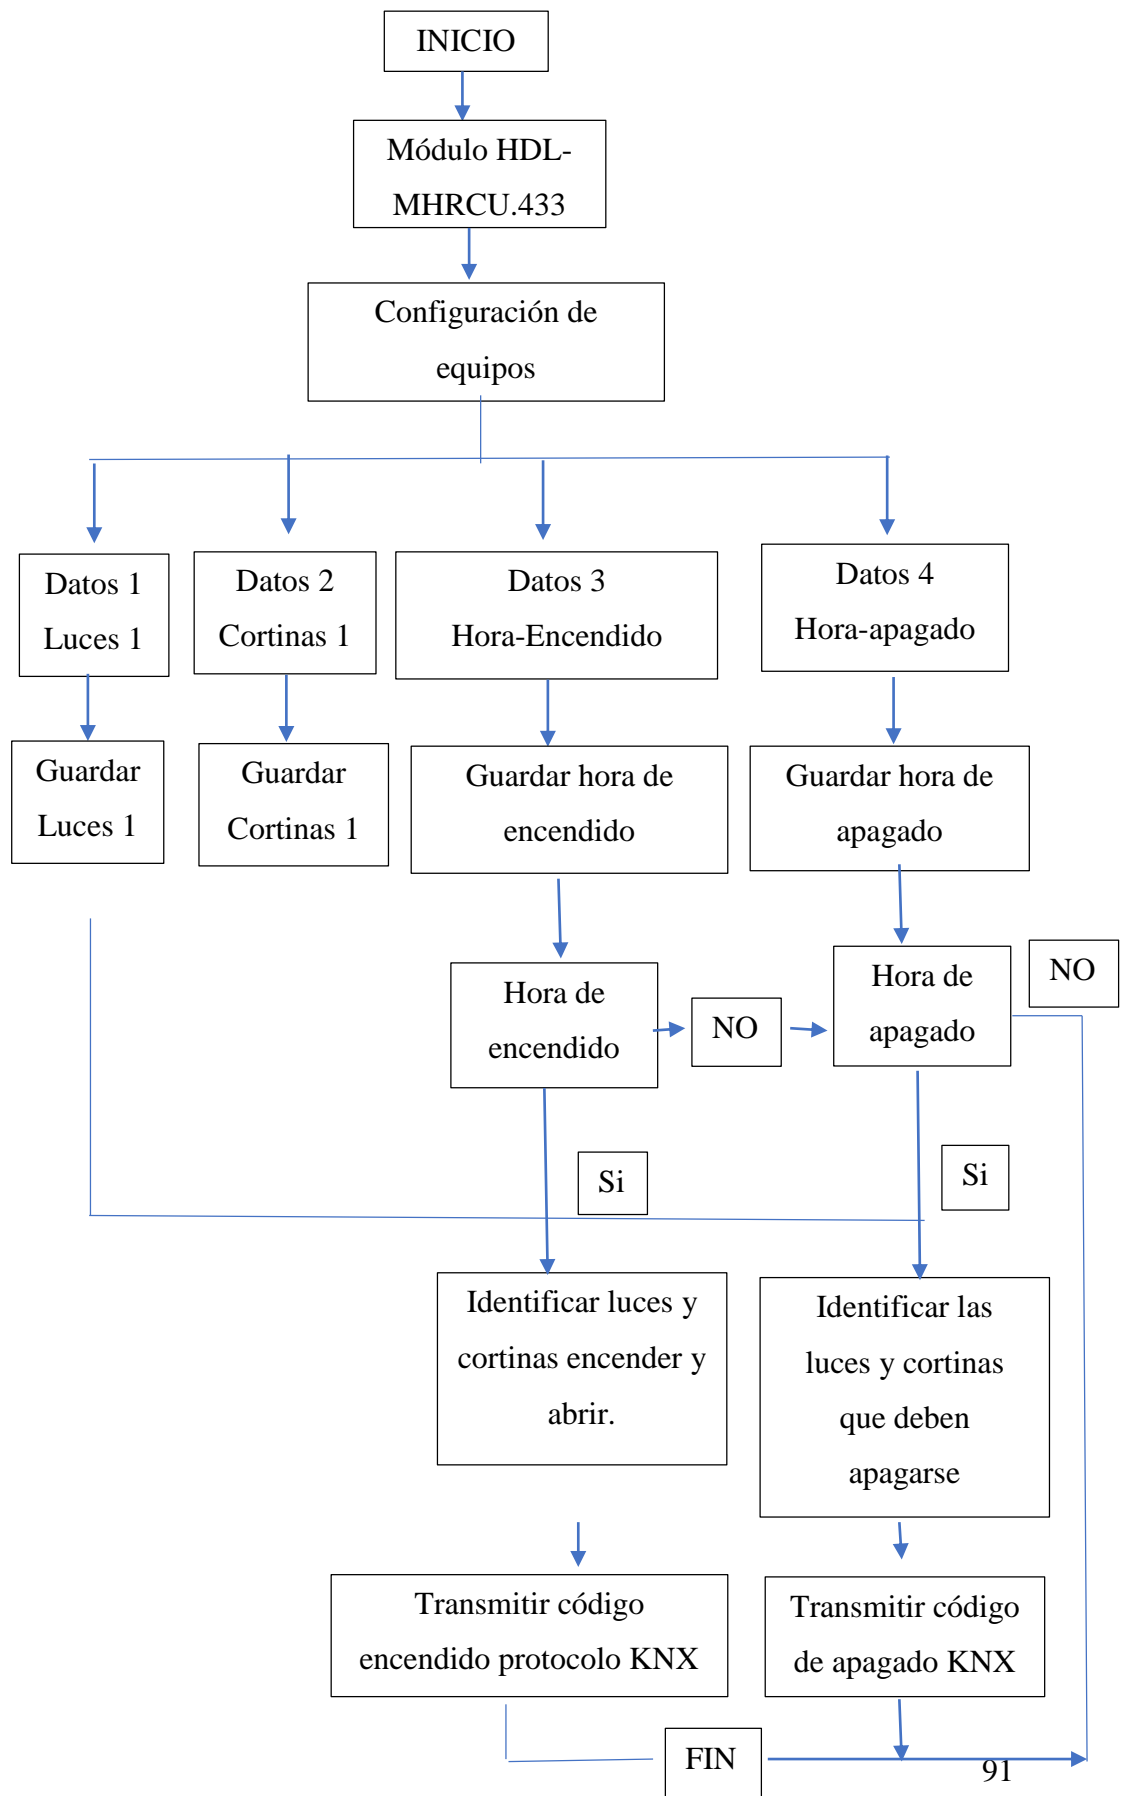 INICIO
Módulo HDL-
MHRCU.433
Configuración de
equipos
Datos 1
Luces 1
Datos 2
Cortinas 1
Datos 3
Hora-Encendido
Datos 4
Hora-apagado
Guardar
Luces 1
Guardar
Cortinas 1
Guardar hora de
encendido
Guardar hora de
apagado
Hora de
encendido
NO
Hora de
apagado
NO
Si
Si
Identificar luces y
cortinas encender y
abrir.
Identificar las
luces y cortinas
que deben
apagarse
Transmitir código
encendido protocolo KNX
Transmitir código
de apagado KNX
FIN
91